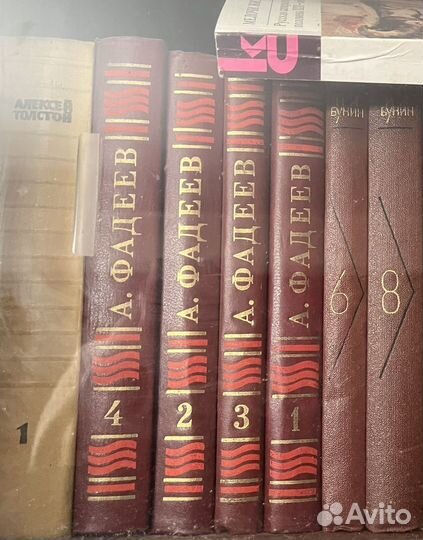 АЛЕКСЕЙ
ТОЛСТОЙ
1
А. ФАДЕЕВ
4
А. ФАДЕЕВ
2
А. ФАДЕЕВ
3
А. ФАДЕЕВ
1
БУНИН
6
БУНИН
8
Avito